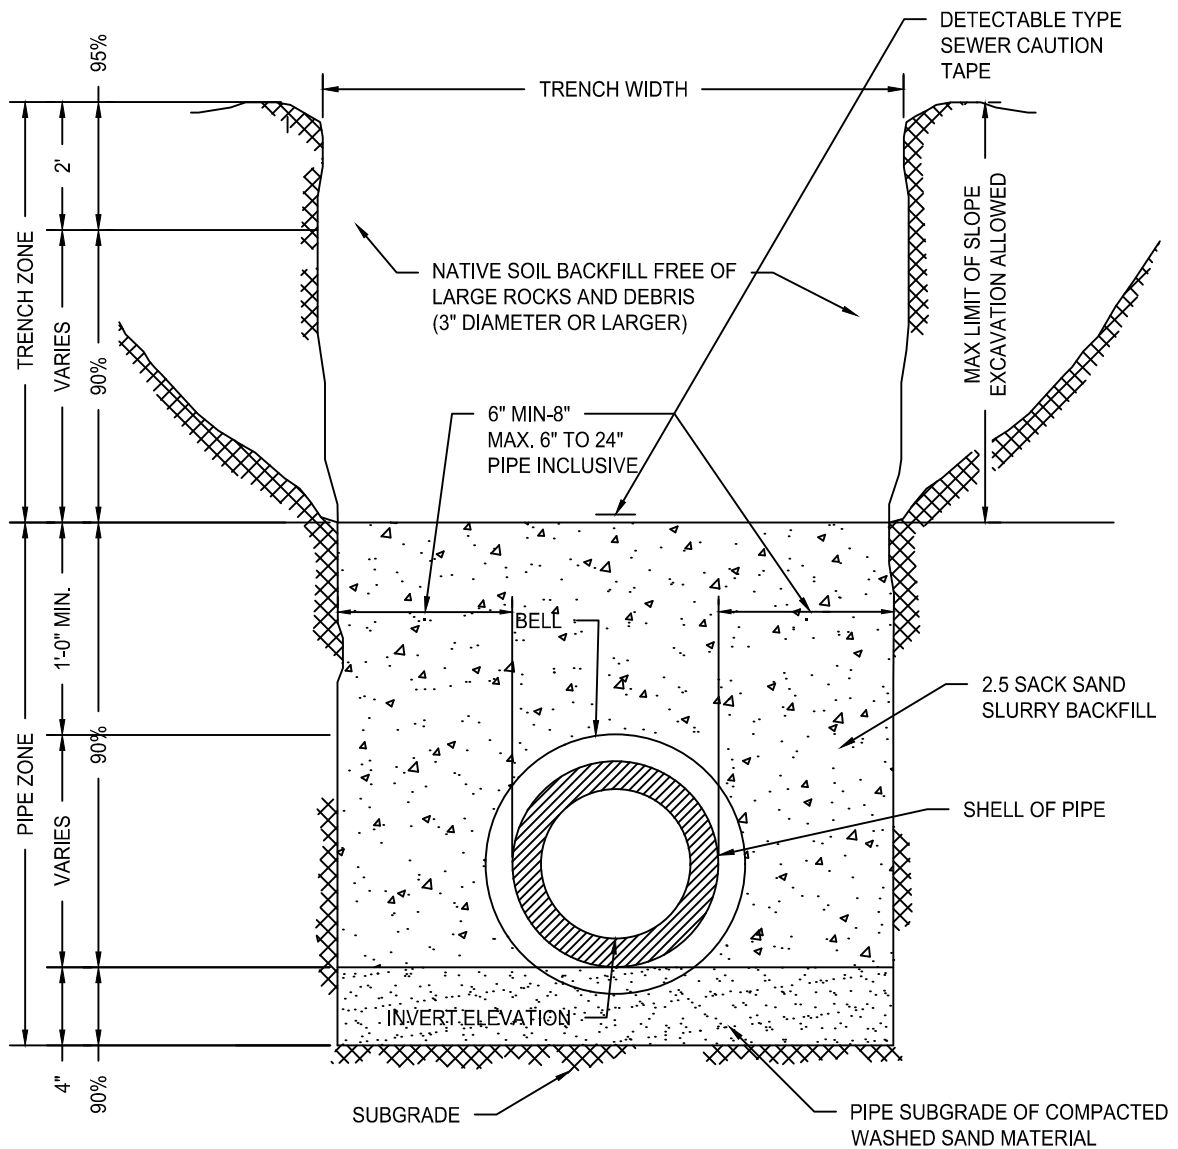 DETECTABLE TYPE
SEWER CAUTION
TAPE
95%
TRENCH WIDTH
2'
TRENCH ZONE
VARIES
90%
NATIVE SOIL BACKFILL FREE OF
LARGE ROCKS AND DEBRIS
(3" DIAMETER OR LARGER)
MAX LIMIT OF SLOPE
EXCAVATION ALLOWED
6" MIN-8"
MAX. 6" TO 24"
PIPE INCLUSIVE
1'-0" MIN.
BELL
2.5 SACK SAND
SLURRY BACKFILL
PIPE ZONE
90%
VARIES
SHELL OF PIPE
INVERT ELEVATION
4"
90%
SUBGRADE
PIPE SUBGRADE OF COMPACTED
WASHED SAND MATERIAL